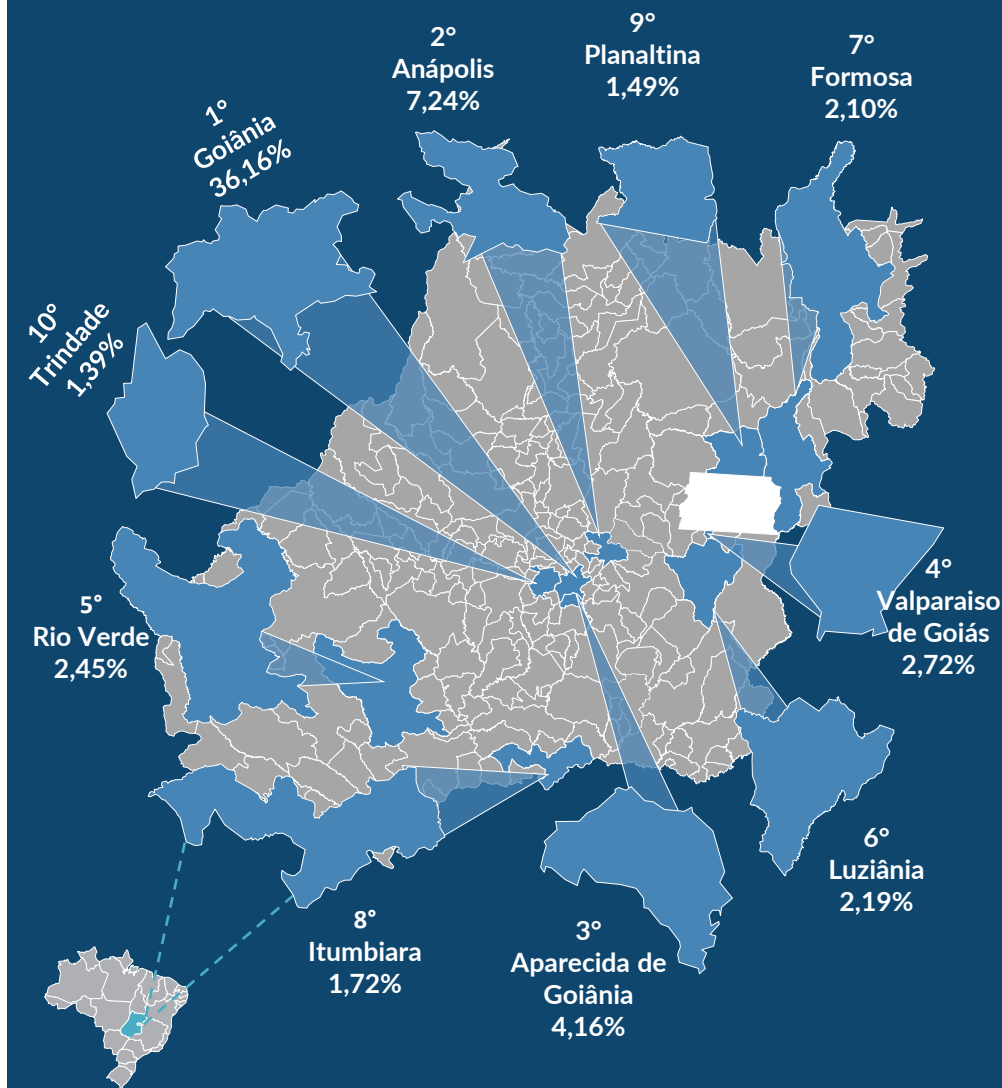 1°
Goiânia
36,16%
2°
Anápolis
7,24%
9°
Planaltina
1,49%
7°
Formosa
2,10%
10°
Trindade
1,39%
5°
Rio Verde
2,45%
4°
Valparaiso
de Goiás
2,72%
6°
Luziânia
2,19%
8°
Itumbiara
1,72%
3°
Aparecida de
Goiânia
4,16%